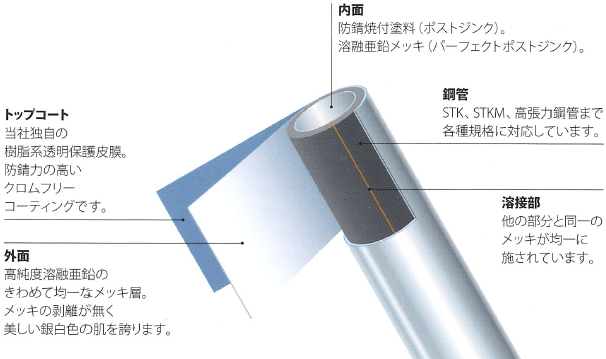 内面
防錆焼付塗料（ポストジンク）。
溶融亜鉛メッキ（パーフェクトポストジンク）。
鋼管
STK、STKM、高張力鋼管まで
各種規格に対応しています。
トップコート
当社独自の
樹脂系透明保護皮膜。
防錆力の高い
クロムフリー
コーティングです。
溶接部
他の部分と同一の
メッキが均一に
施されています。
外面
高純度溶融亜鉛の
きわめて均一なメッキ層。
メッキの剥離が無く
美しい銀白色の肌を誇ります。